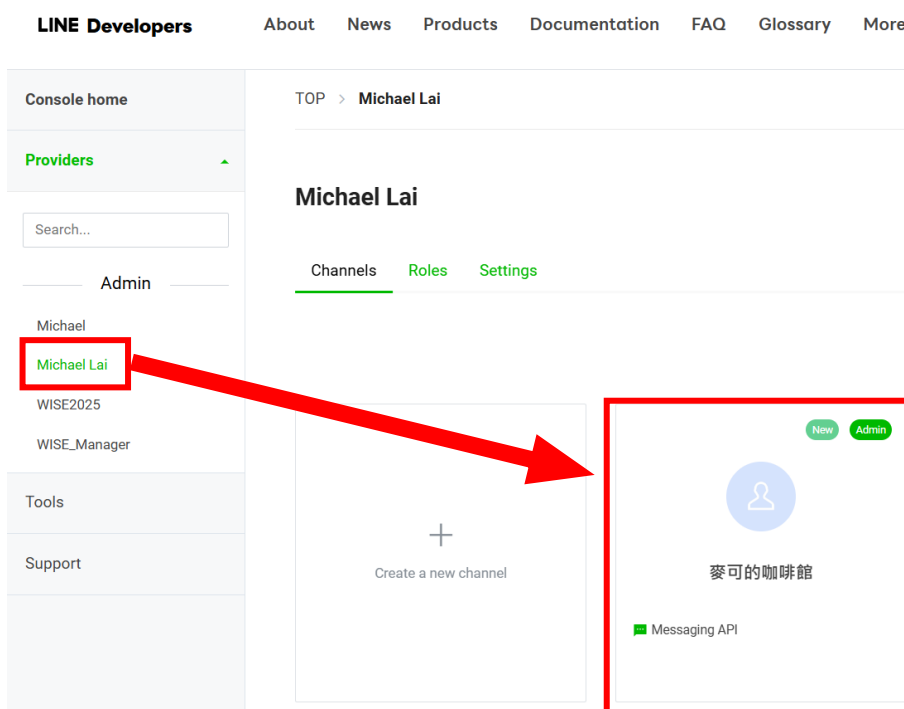 LINE Developers
About News Products Documentation FAQ Glossary More
Console home
Providers
Search...
Admin
Michael
Michael Lai
WISE2025
WISE_Manager
Tools
Support
TOP > Michael Lai
Michael Lai
Channels Roles Settings
Create a new channel
New Admin
麥可的咖啡館
Messaging API